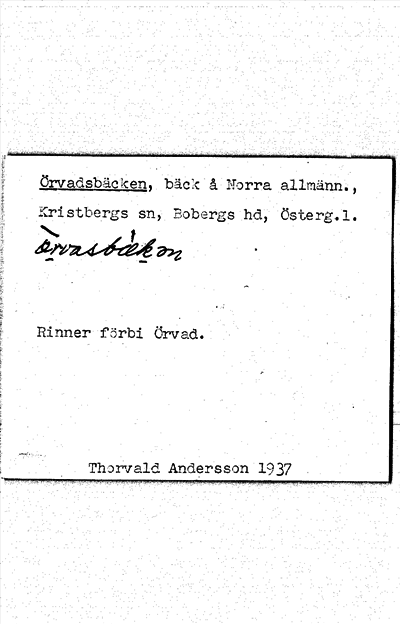 Örvadsbäcken, bäck å Norra allmänn.,
Kristbergs sn, Bobergs hd, Österg.l.
Rinner förbi Örvad.
Thorvald Andersson 1937